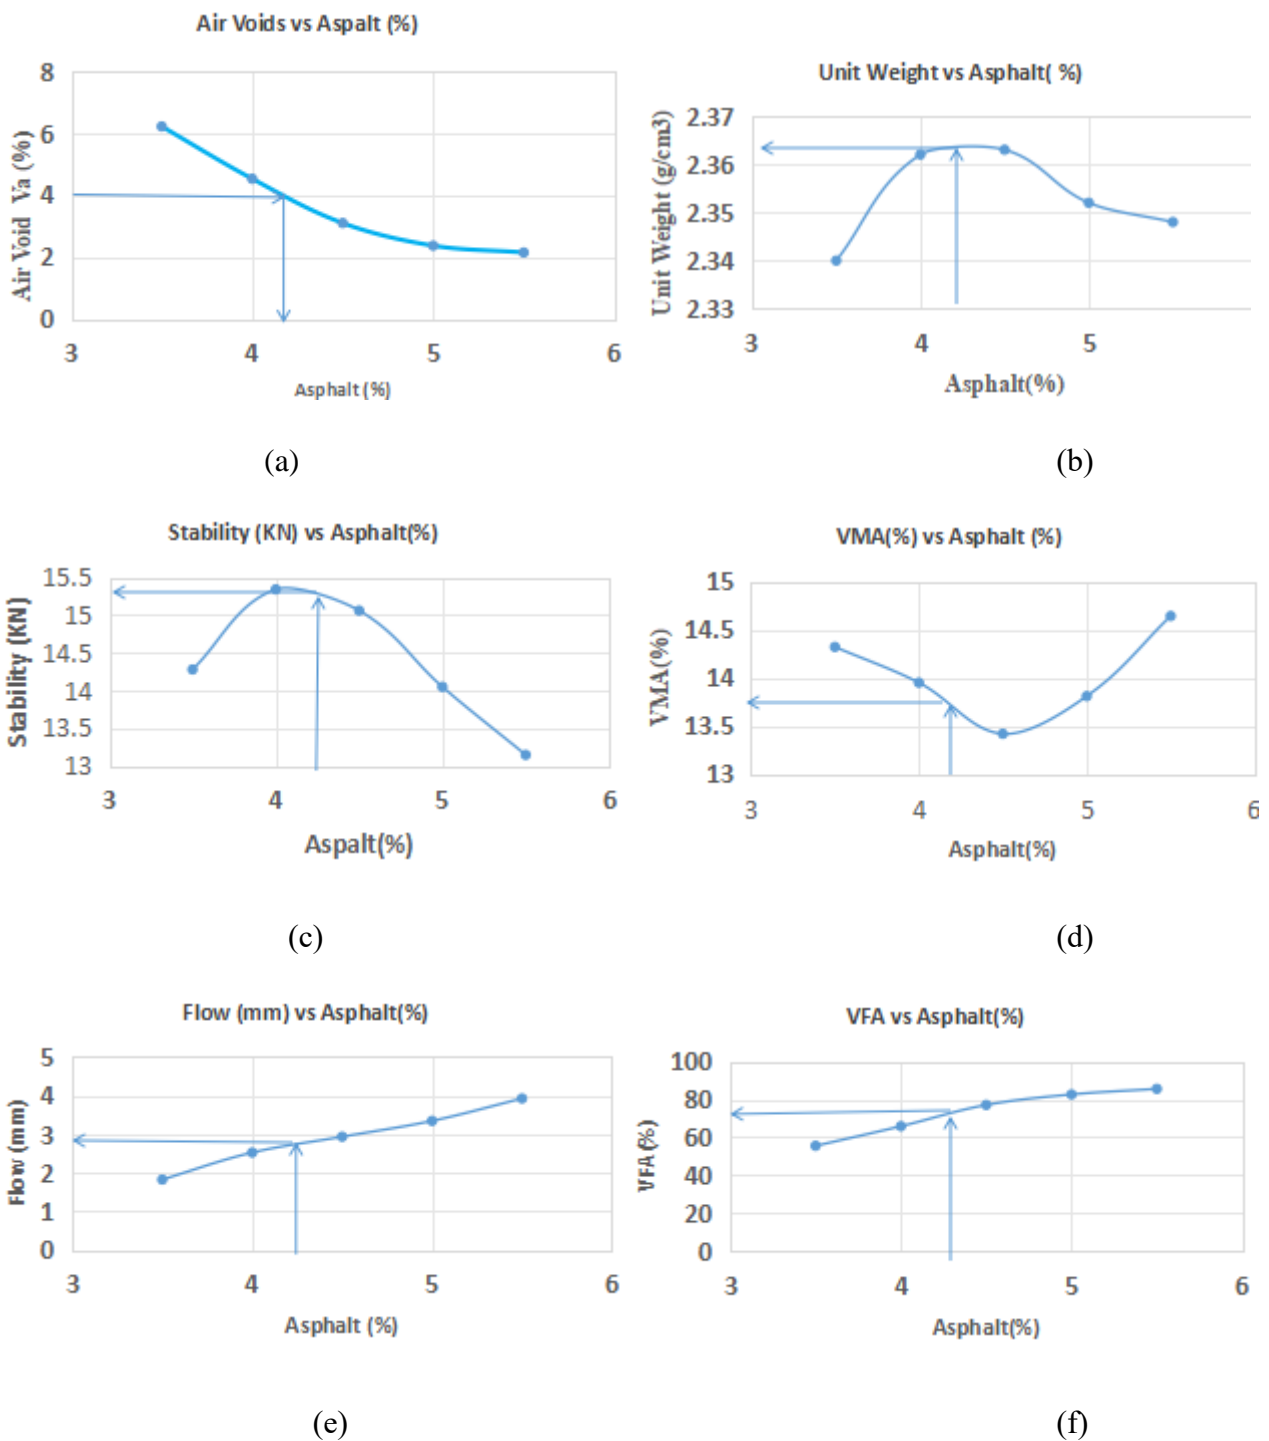 Air Voids vs Aspalt (%)
8
6
4
2
0
Air Void Va (%)
3 4 5 6
Asphalt (%)
(a)
Unit Weight vs Asphalt( %)
2.37
2.36
2.35
2.34
2.33
Unit Weight (g/cm3)
3 4 5
Asphalt(%)
(b)
Stability (KN) vs Asphalt(%)
15.5
15
14.5
14
13.5
13
Stability (KN)
3 4 5 6
Aspalt(%)
(c)
VMA(%) vs Asphalt (%)
15
14.5
14
13.5
13
VMA(%)
3 4 5 6
Asphalt(%)
(d)
Flow (mm) vs Asphalt(%)
5
4
3
2
1
0
Flow (mm)
3 4 5 6
Asphalt (%)
(e)
VFA vs Asphalt(%)
100
80
60
40
20
0
VFA (%)
3 4 5 6
Asphalt(%)
(f)